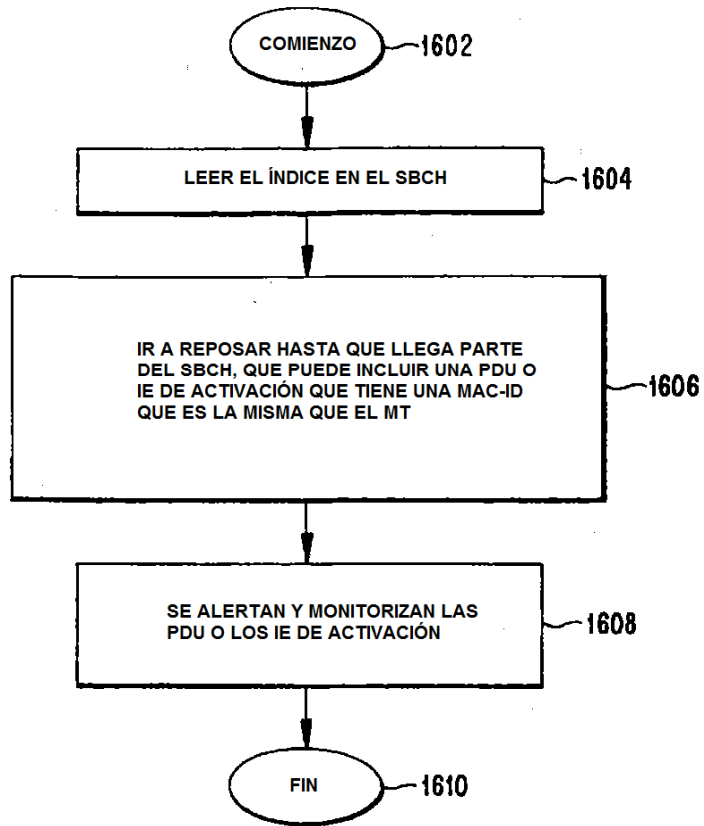 COMIENZO
1602
LEER EL ÍNDICE EN EL SBCH
1604
IR A REPOSAR HASTA QUE LLEGA PARTE
DEL SBCH, QUE PUEDE INCLUIR UNA PDU O
IE DE ACTIVACIÓN QUE TIENE UNA MAC-ID
QUE ES LA MISMA QUE EL MT
1606
SE ALERTAN Y MONITORIZAN LAS
PDU O LOS IE DE ACTIVACIÓN
1608
FIN
1610